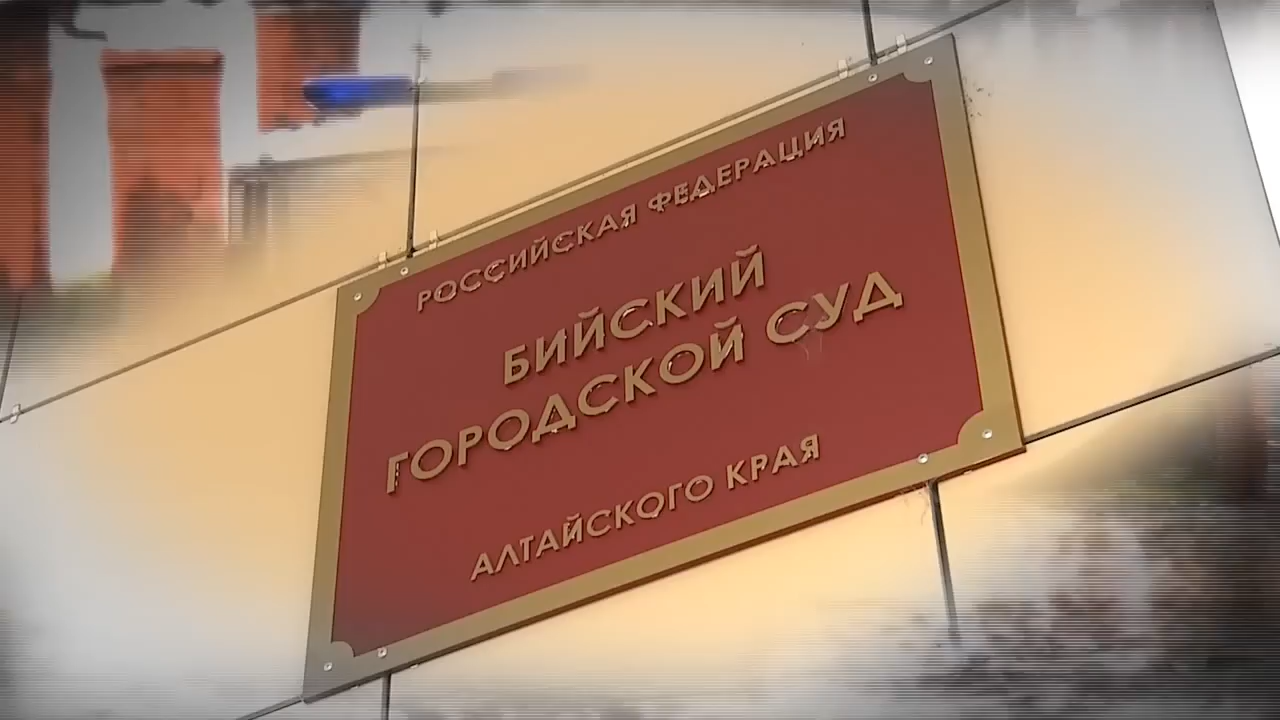 РОССИЙСКАЯ ФЕДЕРАЦИЯ
БИЙСКИЙ
ГОРОДСКОЙ СУД
АЛТАЙСКОГО КРАЯ